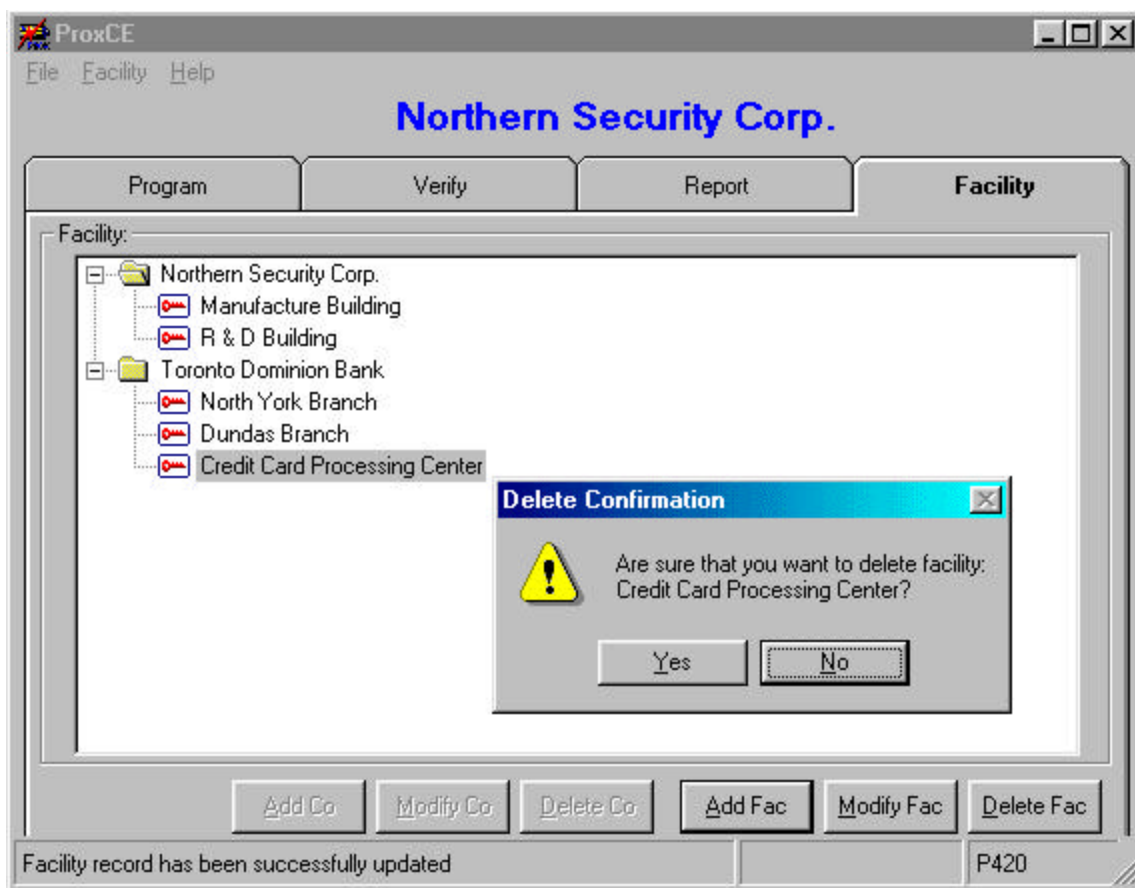 ProxCE
File Facility Help
Northern Security Corp.
Program Verify Report Facility
Facility:
Northern Security Corp.
Manufacture Building
R & D Building
Toronto Dominion Bank
North York Branch
Dundas Branch
Credit Card Processing Center
Delete Confirmation
Are sure that you want to delete facility:
Credit Card Processing Center?
Yes No
Add Co Modify Co Delete Co Add Fac Modify Fac Delete Fac
Facility record has been successfully updated P420